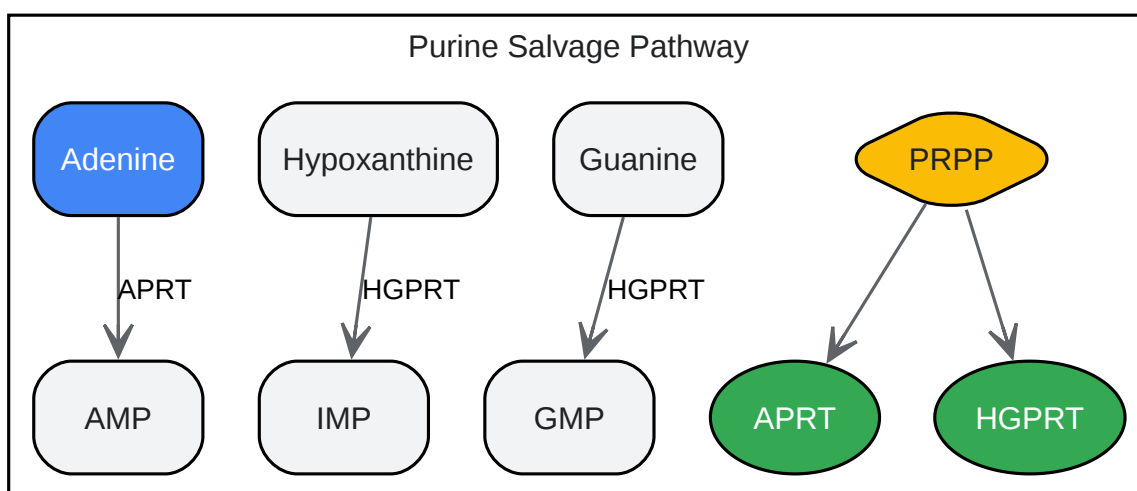 Purine Salvage Pathway
Adenine
Hypoxanthine
Guanine
PRPP
APRT
HGPRT
HGPRT
AMP
IMP
GMP
APRT
HGPRT